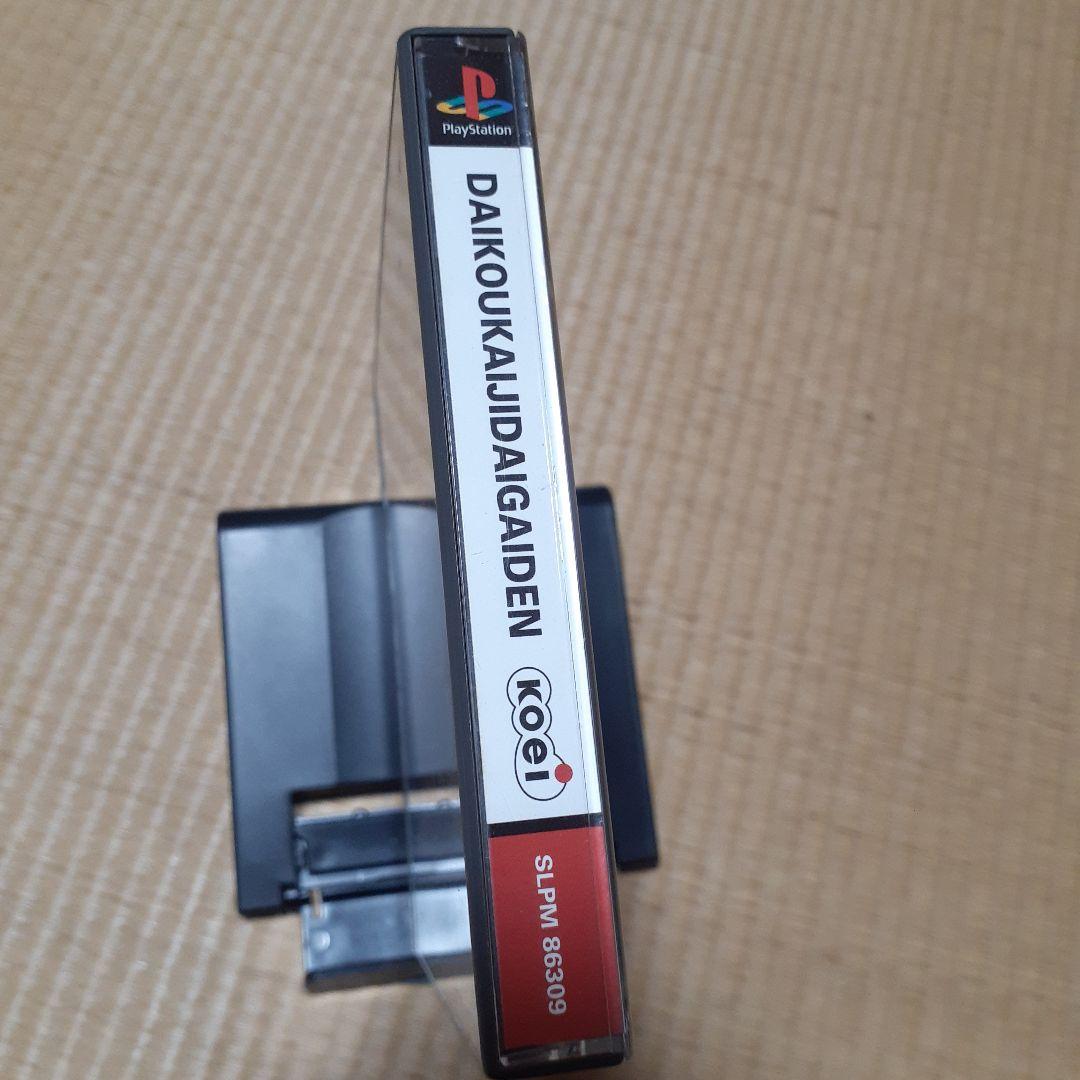 PlayStation
DAIKOUKAIJIDAIGAIDEN
KOEI
SLPM 86309